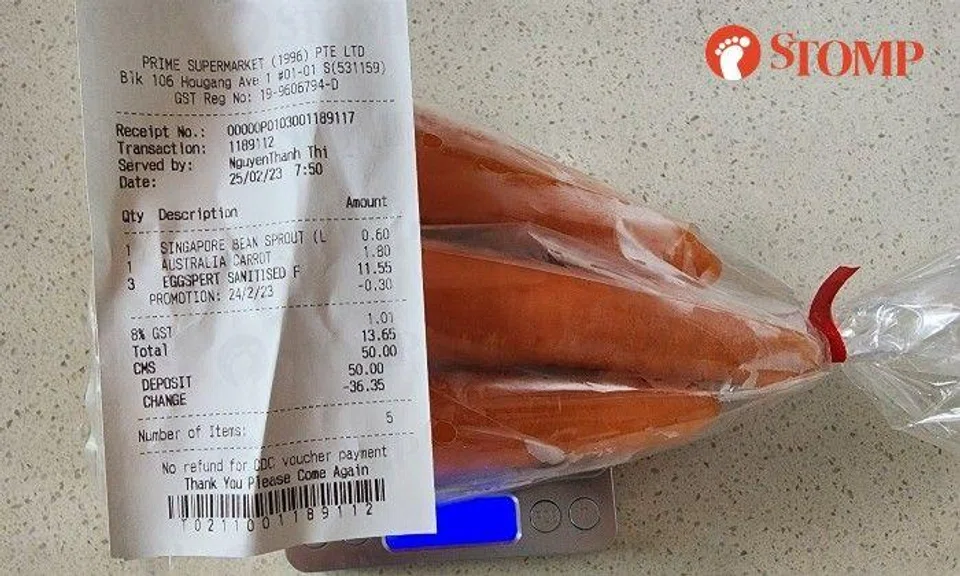 STOMP
PRIME SUPERMARKET (1996) PTE LTD
Blk 106 Hougang Ave 1 #01-01 S(531159)
GST Reg No: 19-9606794-D
Receipt No.: 00000P0103001189117
Transaction: 1189112
Served by: NguyenThanh Thi
Date: 25/02/23 7:50
Qty Description Amount
1 SINGAPORE BEAN SPROUT (L 0.60
1 AUSTRALIA CARROT 1.80
3 EGGSPERT SANITISED F 11.55
PROMOTION: 24/2/23 -0.30
8% GST 1.01
Total 13.65
CMS 50.00
DEPOSIT 50.00
CHANGE -36.35
Number of Items: 5
No refund for CDC voucher payment
Thank You Please Come Again
T0211001189112